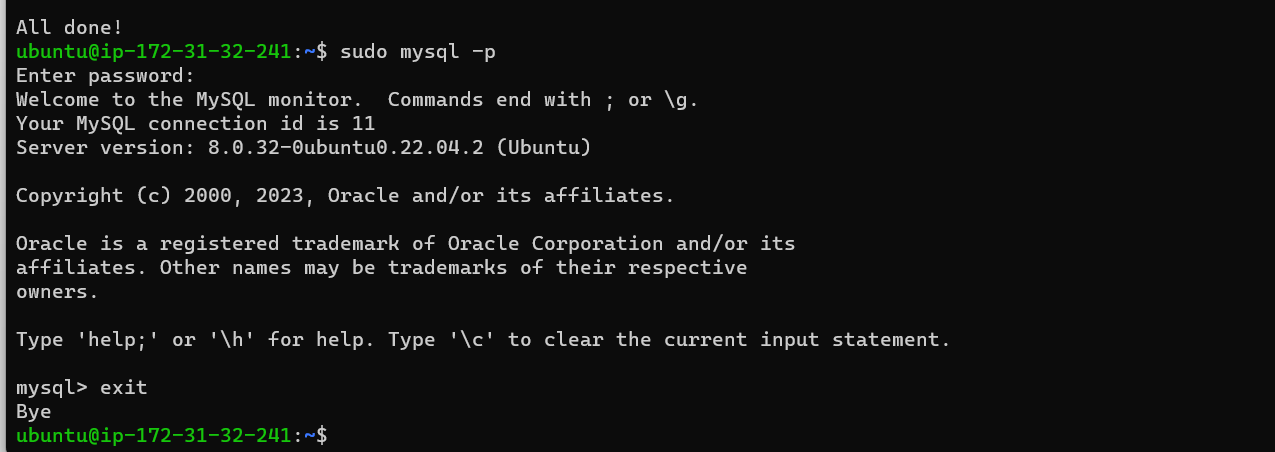 All done!
ubuntu@ip-172-31-32-241:~$ sudo mysql -p
Enter password:
Welcome to the MySQL monitor.  Commands end with ; or \g.
Your MySQL connection id is 11
Server version: 8.0.32-0ubuntu0.22.04.2 (Ubuntu)

Copyright (c) 2000, 2023, Oracle and/or its affiliates.

Oracle is a registered trademark of Oracle Corporation and/or its
affiliates. Other names may be trademarks of their respective
owners.

Type 'help;' or '\h' for help. Type '\c' to clear the current input statement.

mysql> exit
Bye
ubuntu@ip-172-31-32-241:~$